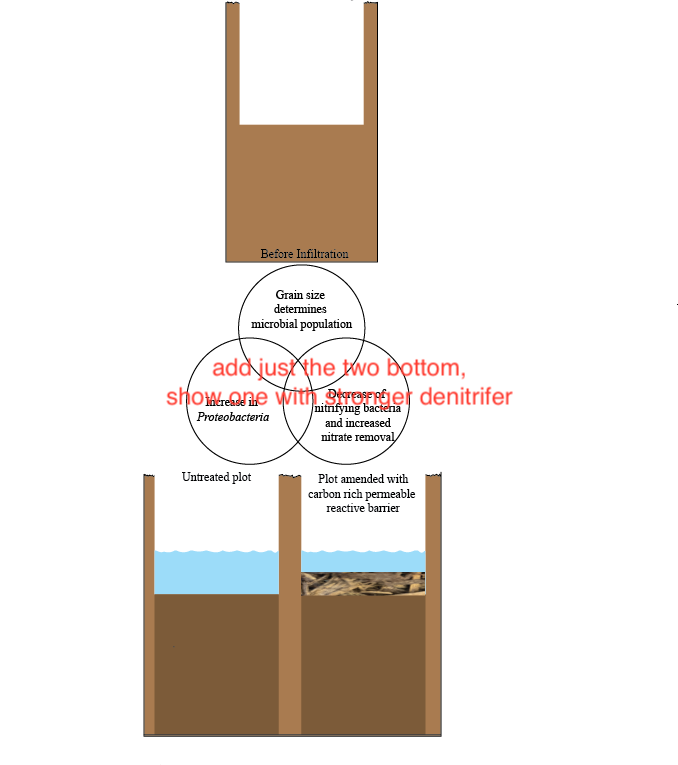 Before Infiltration
Grain size
determines
microbial population
add just the two bottom,
show one with stronger denitrifer
Increase in
Proteobacteria
Decrease of
nitrifying bacteria
and increased
nitrate removal
Untreated plot
Plot amended with
carbon rich permeable
reactive barrier